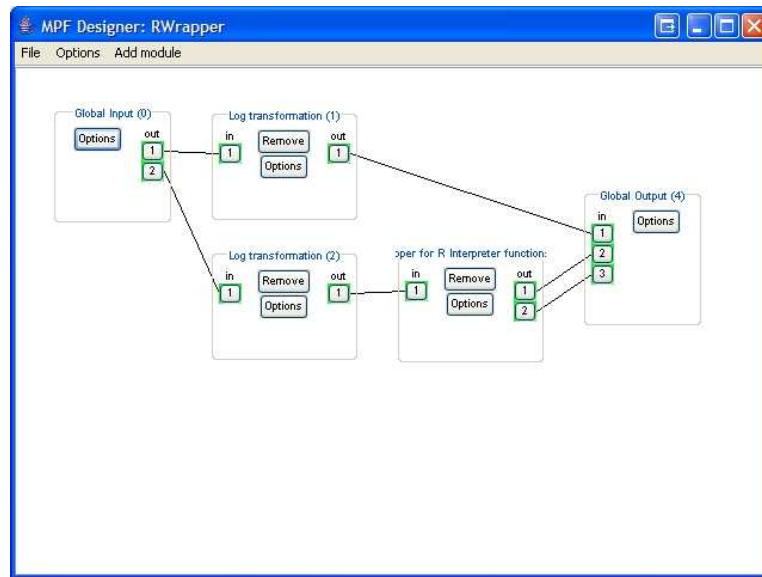 MPF Designer: RWrapper
File Options Add module
Global Input (0)
Options
out
1
2
Log transformation (1)
in
1
Remove
Options
out
1
Log transformation (2)
in
1
Remove
Options
out
1
pper for R Interpreter function:
in
1
Remove
Options
out
1
2
Global Output (4)
in
1
2
3
Options